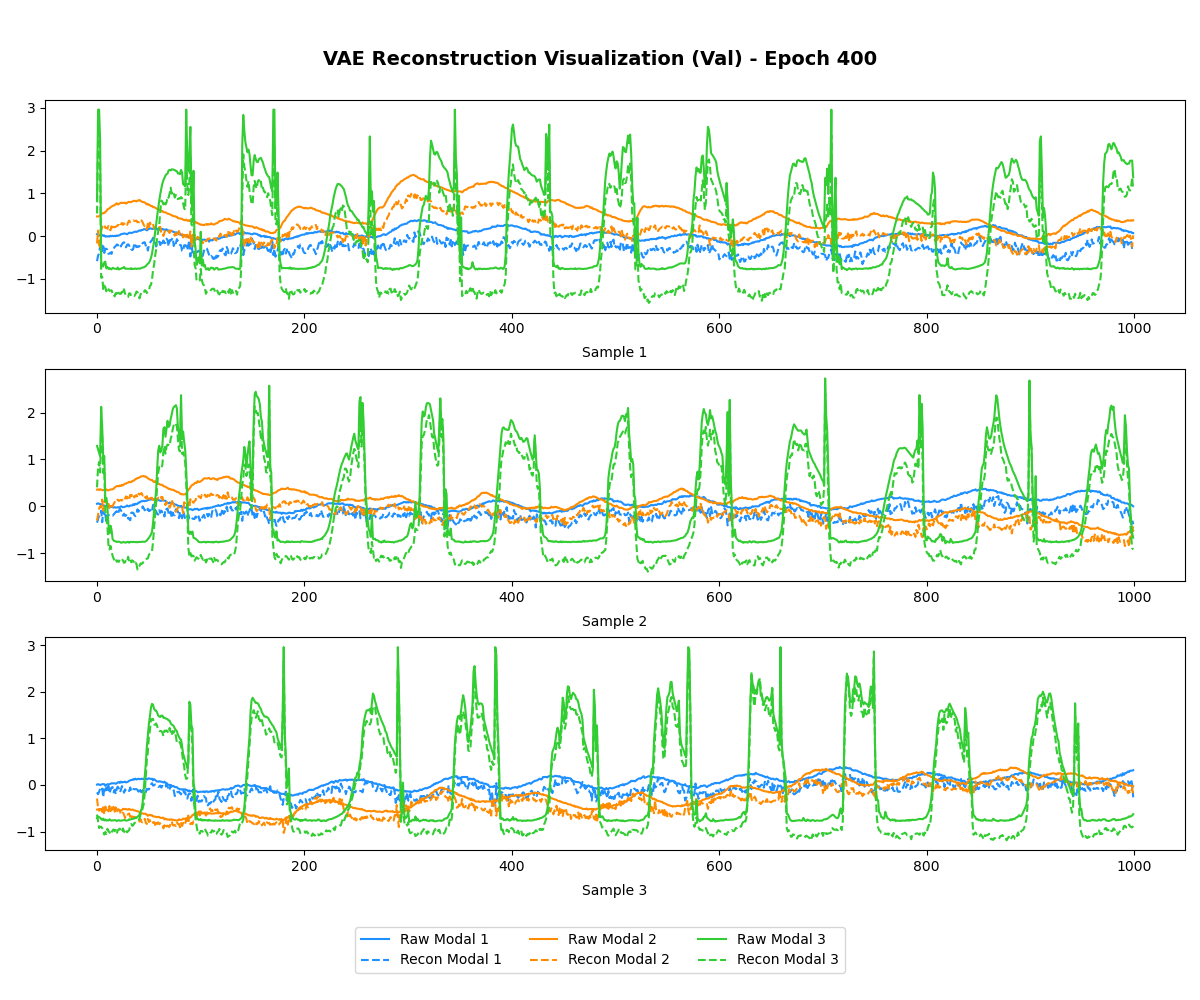 VAE Reconstruction Visualization (Val) - Epoch 400
3
2
1
0
−1
0 200 400 600 800 1000
Sample 1
2
1
0
−1
0 200 400 600 800 1000
Sample 2
3
2
1
0
−1
0 200 400 600 800 1000
Sample 3
Raw Modal 1 Raw Modal 2 Raw Modal 3
Recon Modal 1 Recon Modal 2 Recon Modal 3